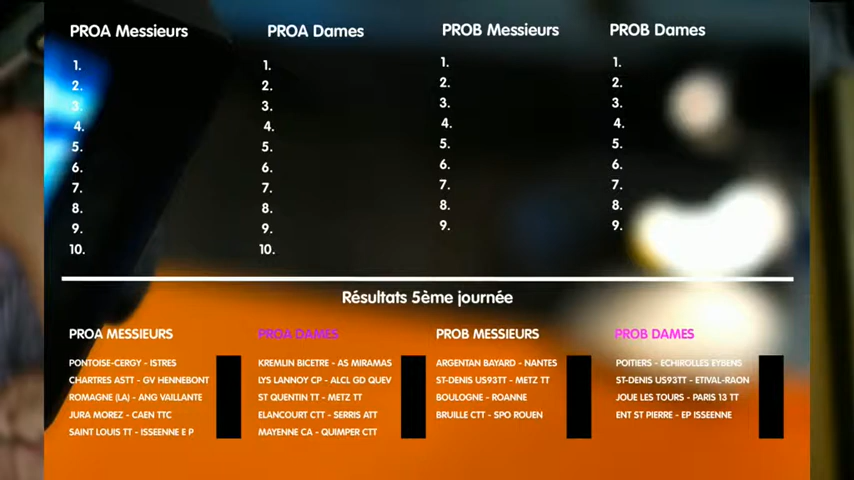 PROA Messieurs
1.
2.
3.
4.
5.
6.
7.
8.
9.
10.
PROA Dames
1.
2.
3.
4.
5.
6.
7.
8.
9.
10.
PROB Messieurs
1.
2.
3.
4.
5.
6.
7.
8.
9.
PROB Dames
1.
2.
3.
4.
5.
6.
7.
8.
9.
Résultats 5ème journée
PROA MESSIEURS
PONTOISE-CERGY - ISTRES
CHARTRES ASTT - GV HENNEBONT
ROMAGNE (LA) - ANG VAILLANTE
JURA MOREZ - CAEN TTC
SAINT LOUIS TT - ISSEENNE E P
PROA DAMES
KREMLIN BICETRE - AS MIRAMAS
LYS LANNOY CP - ALCL GD QUEV
ST QUENTIN TT - METZ TT
ELANCOURT CTT - SERRIS ATT
MAYENNE CA - QUIMPER CTT
PROB MESSIEURS
ARGENTAN BAYARD - NANTES
ST-DENIS US93TT - METZ TT
BOULOGNE - ROANNE
BRUILLE CTT - SPO ROUEN
PROB DAMES
POITIERS - ECHIROLLES EYBENS
ST-DENIS US93TT - ETIVAL-RAON
JOUE LES TOURS - PARIS 13 TT
ENT ST PIERRE - EP ISSEENNE